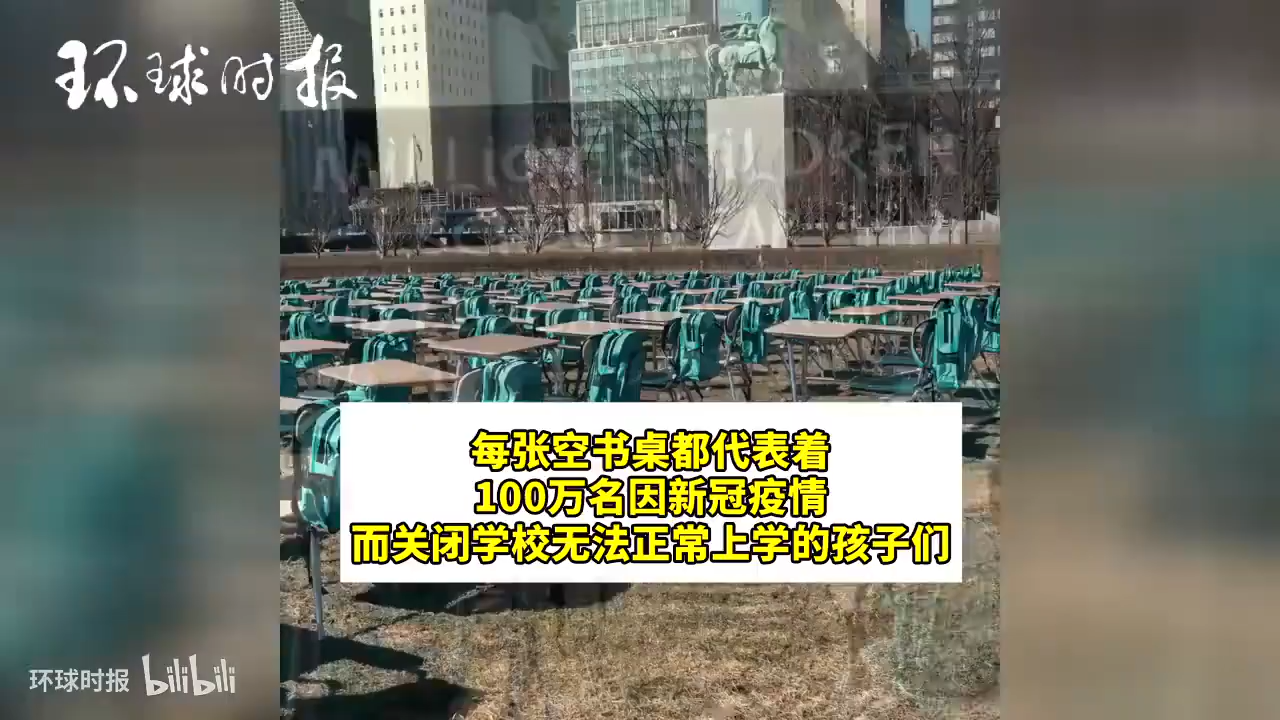 环球时报
MILLION CHILDREN
每张空书桌都代表着
100万名因新冠疫情
而关闭学校无法正常上学的孩子们
环球时报 bilibili